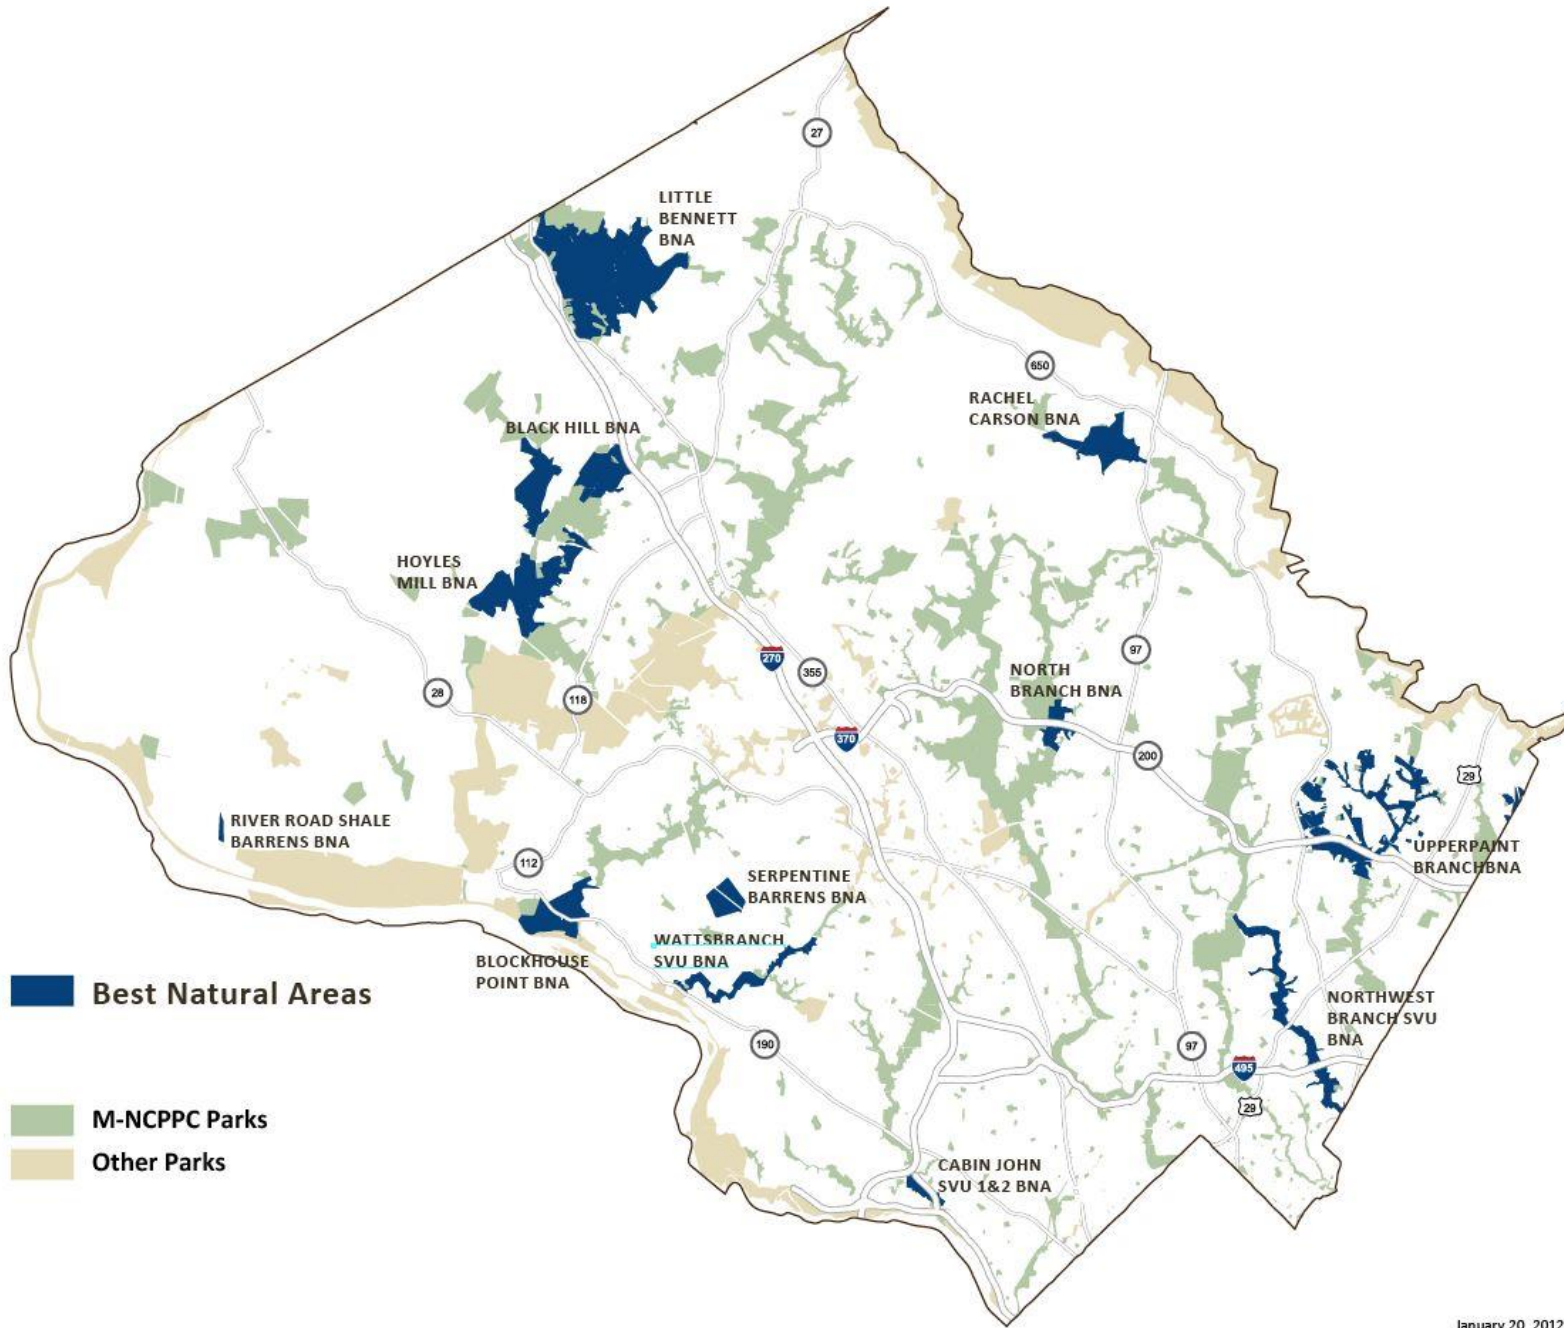 27
LITTLE
BENNETT
BNA
650
RACHEL
CARSON BNA
BLACK HILL BNA
HOYLES
MILL BNA
97
270
355
NORTH
BRANCH BNA
28
118
370
200
29
RIVER ROAD SHALE
BARRENS BNA
UPPERPAINT
BRANCHBNA
112
SERPENTINE
BARRENS BNA
WATTSBRANCH
SVU BNA
BLOCKHOUSE
POINT BNA
Best Natural Areas
NORTHWEST
BRANCH SVU
BNA
190
97
495
29
M-NCPPC Parks
Other Parks
CABIN JOHN
SVU 1&2 BNA
January 20, 2012